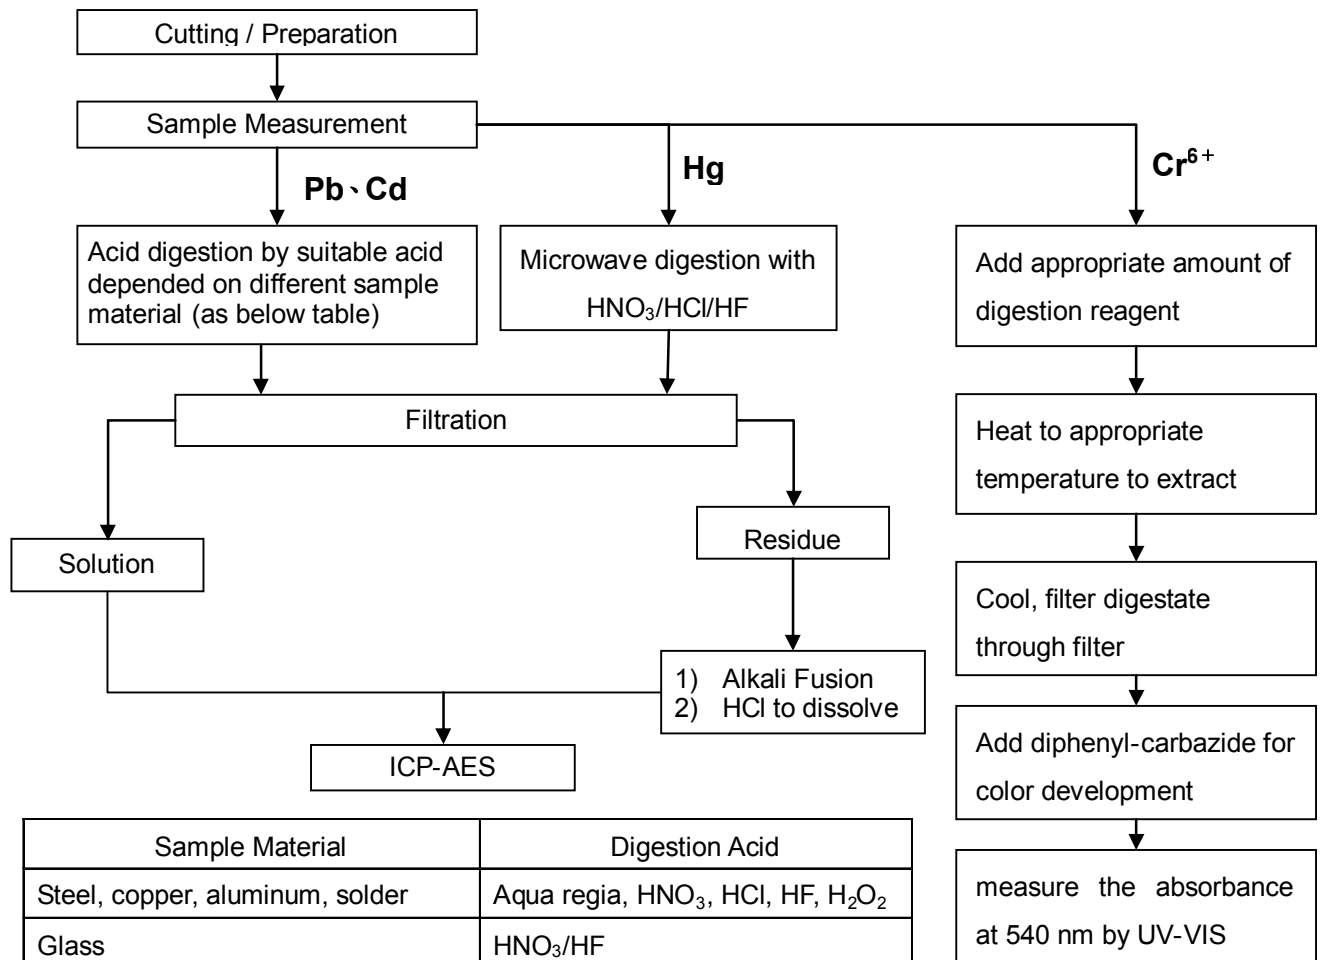 Cutting / Preparation
Sample Measurement
Pb、Cd
Hg
Cr⁶⁺
Acid digestion by suitable acid
depended on different sample
material (as below table)
Microwave digestion with
HNO₃/HCl/HF
Add appropriate amount of
digestion reagent
Filtration
Heat to appropriate
temperature to extract
Solution
Residue
Cool, filter digestate
through filter
1) Alkali Fusion
2) HCl to dissolve
ICP-AES
Add diphenyl-carbazide for
color development
Sample Material
Digestion Acid
Steel, copper, aluminum, solder
Aqua regia, HNO₃, HCl, HF, H₂O₂
Glass
HNO₃/HF
measure the absorbance
at 540 nm by UV-VIS